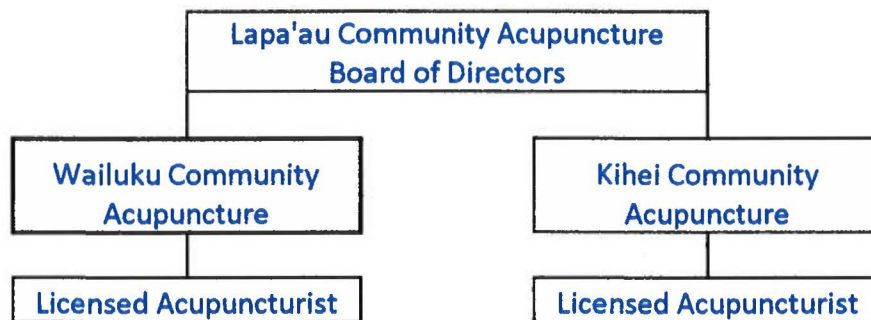 Lapa'au Community Acupuncture
Board of Directors
Wailuku Community
Acupuncture
Kihei Community
Acupuncture
Licensed Acupuncturist
Licensed Acupuncturist